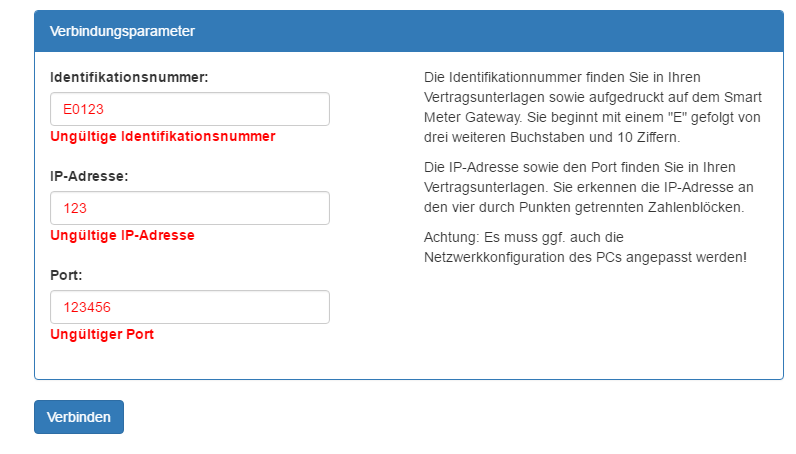 Verbindungsparameter
Identifikationsnummer:
E0123
Ungültige Identifikationsnummer
IP-Adresse:
123
Ungültige IP-Adresse
Port:
123456
Ungültiger Port
Die Identifikationnummer finden Sie in Ihren
Vertragsunterlagen sowie aufgedruckt auf dem Smart
Meter Gateway. Sie beginnt mit einem "E" gefolgt von
drei weiteren Buchstaben und 10 Ziffern.
Die IP-Adresse sowie den Port finden Sie in Ihren
Vertragsunterlagen. Sie erkennen die IP-Adresse an
den vier durch Punkten getrennten Zahlenblöcken.
Achtung: Es muss ggf. auch die
Netzwerkkonfiguration des PCs angepasst werden!
Verbinden